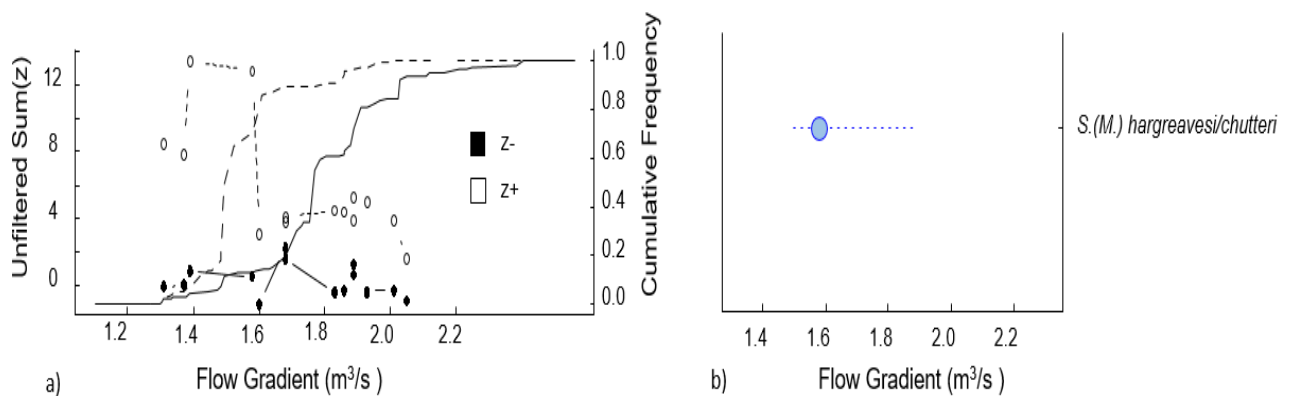 Unfiltered Sum(z)
12
8
4
0
1.0
0.8
0.6
0.4
0.2
0.0
Cumulative Frequency
z-
z+
1.2 1.4 1.6 1.8 2.0 2.2
Flow Gradient (m³/s )
a)
S.(M.) hargreavesi/chutteri
1.4 1.6 1.8 2.0 2.2
Flow Gradient (m³/s )
b)